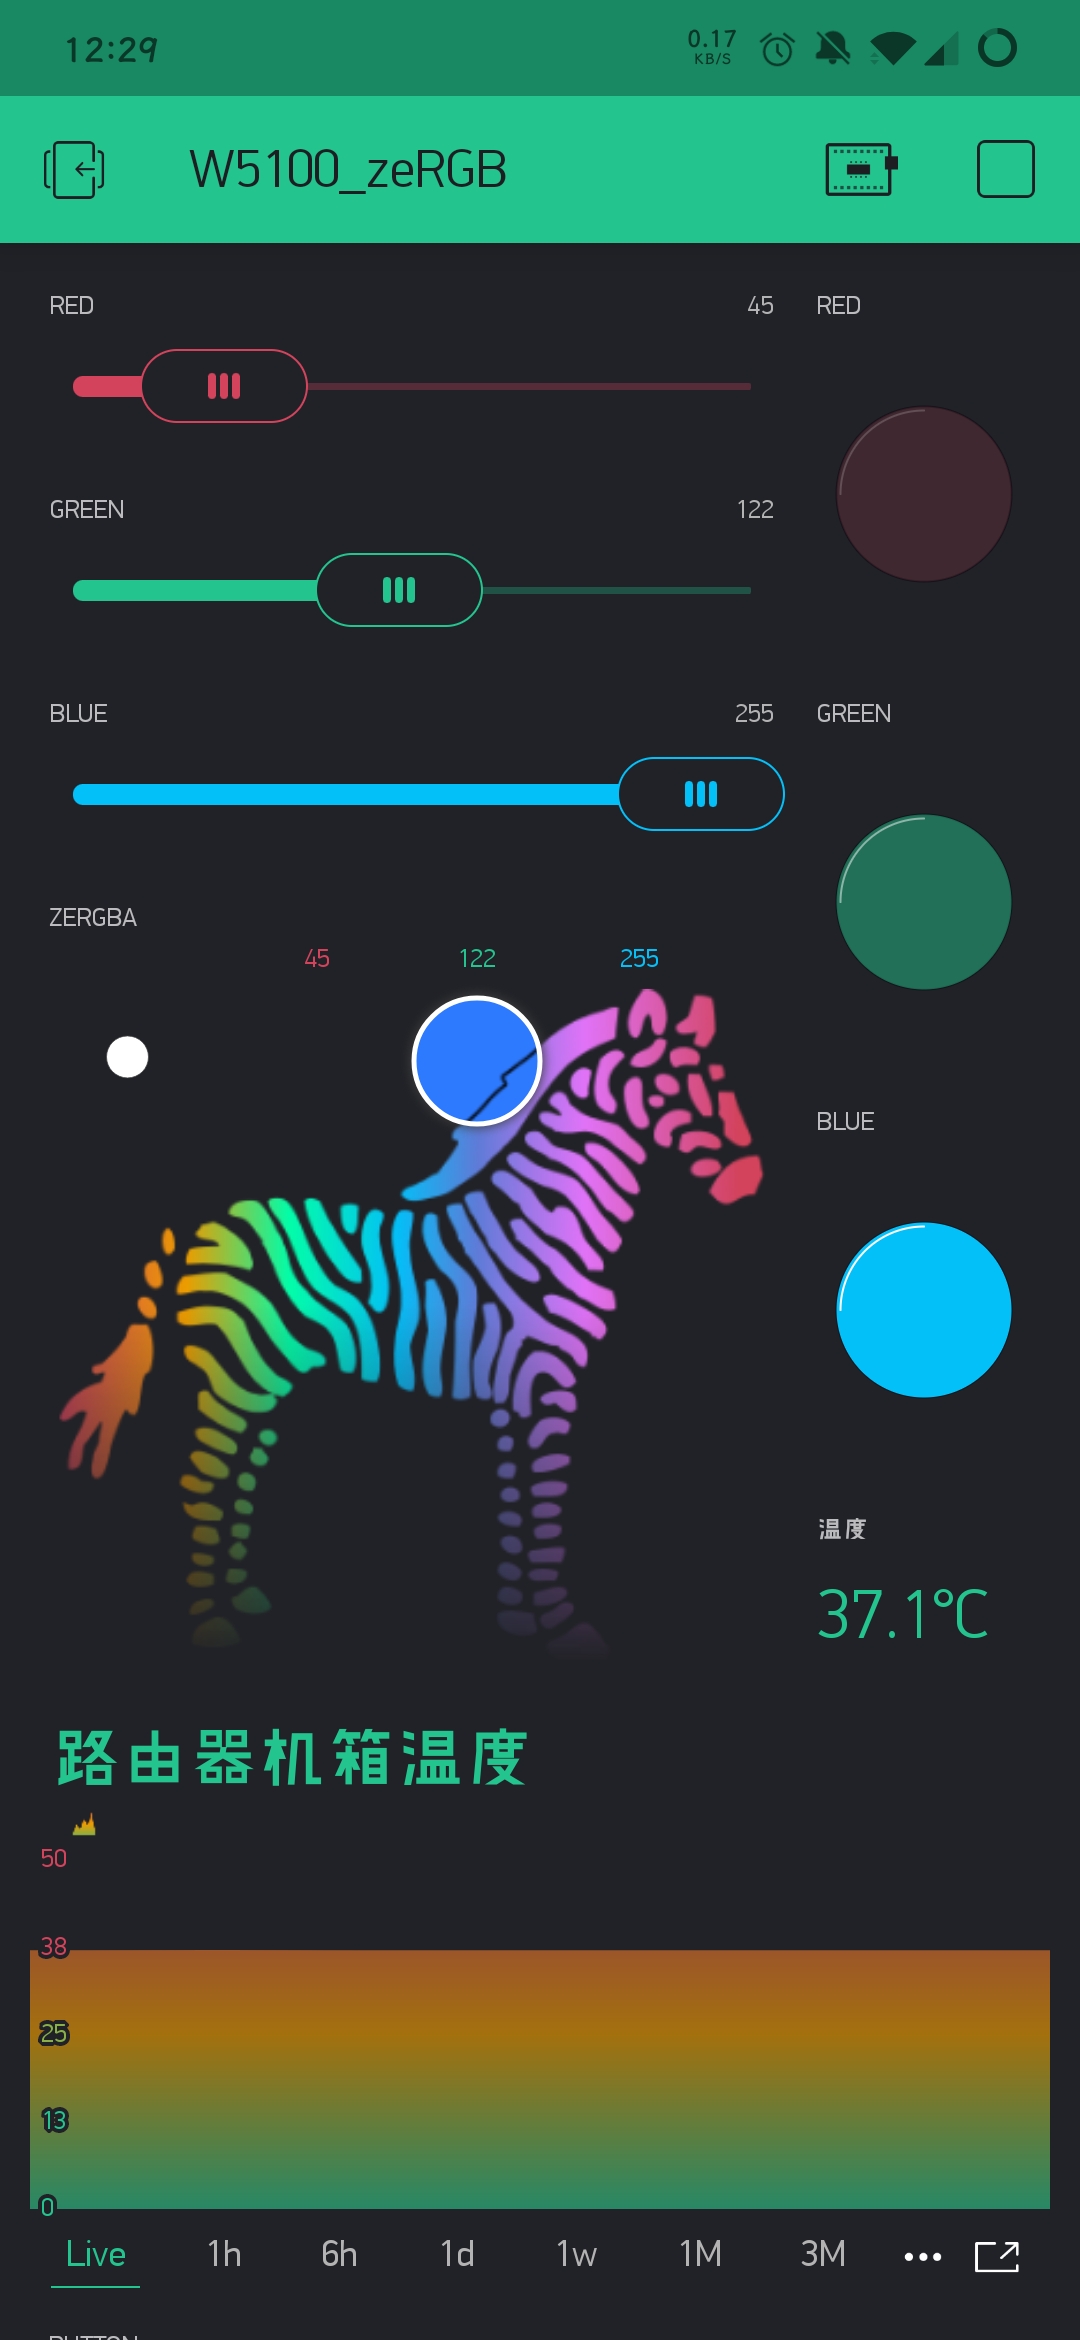 12:29
0.17
KB/S
W5100_zeRGB
RED
45
RED
GREEN
122
BLUE
255
GREEN
ZERGBA
45
122
255
BLUE
温度
37.1°C
路由器机箱温度
50
38
25
13
0
Live
1h
6h
1d
1w
1M
3M
BUTTON